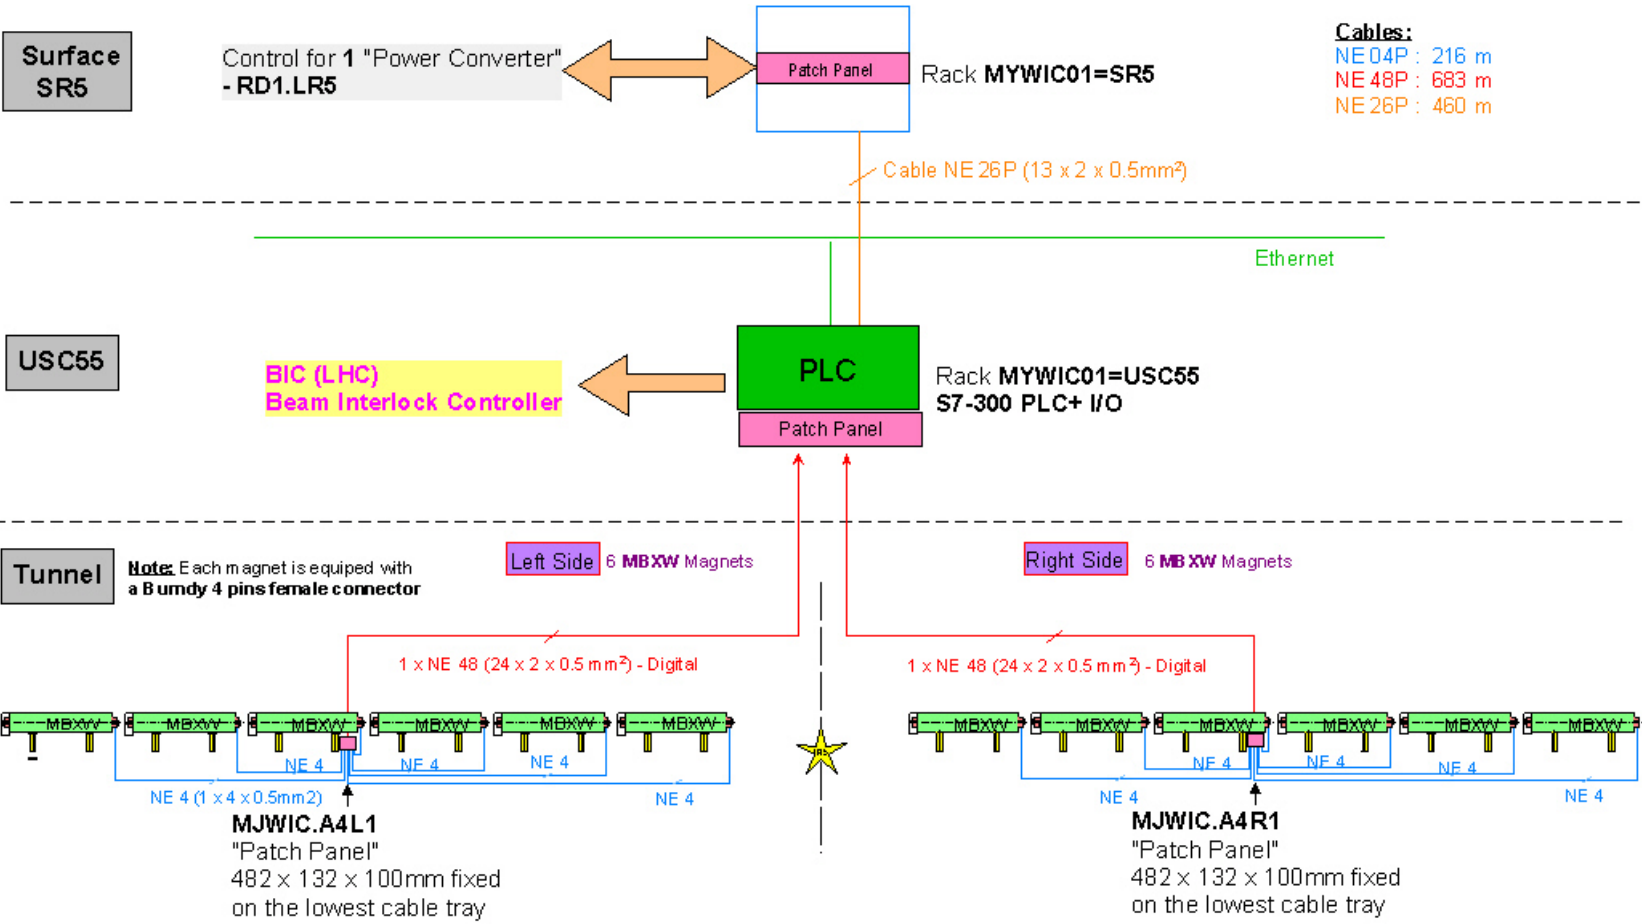 Surface
SR5
Control for 1 "Power Converter"
- RD1.LR5
Patch Panel
Rack MYWIC01=SR5
Cables:
NE 04P : 216 m
NE 48P : 683 m
NE 26P : 460 m
Cable NE 26P (13 x 2 x 0.5mm²)
Ethernet
USC55
BIC (LHC)
Beam Interlock Controller
PLC
Patch Panel
Rack MYWIC01=USC55
S7-300 PLC+ I/O
Tunnel
Note: Each magnet is equiped with
a Burndy 4 pins female connector
Left Side
6 MBXW Magnets
Right Side
6 MBXW Magnets
1 x NE 48 (24 x 2 x 0.5 mm²) - Digital
1 x NE 48 (24 x 2 x 0.5 mm²) - Digital
MBXW
MBXW
MBXW
MBXW
MBXW
MBXW
MBXW
MBXW
MBXW
MBXW
MBXW
MBXW
NE 4
NE 4
NE 4
NE 4
NE 4
NE 4
NE 4 (1 x 4 x 0.5mm2)
NE 4
NE 4
NE 4
MJWIC.A4L1
"Patch Panel"
482 x 132 x 100mm fixed
on the lowest cable tray
MJWIC.A4R1
"Patch Panel"
482 x 132 x 100mm fixed
on the lowest cable tray